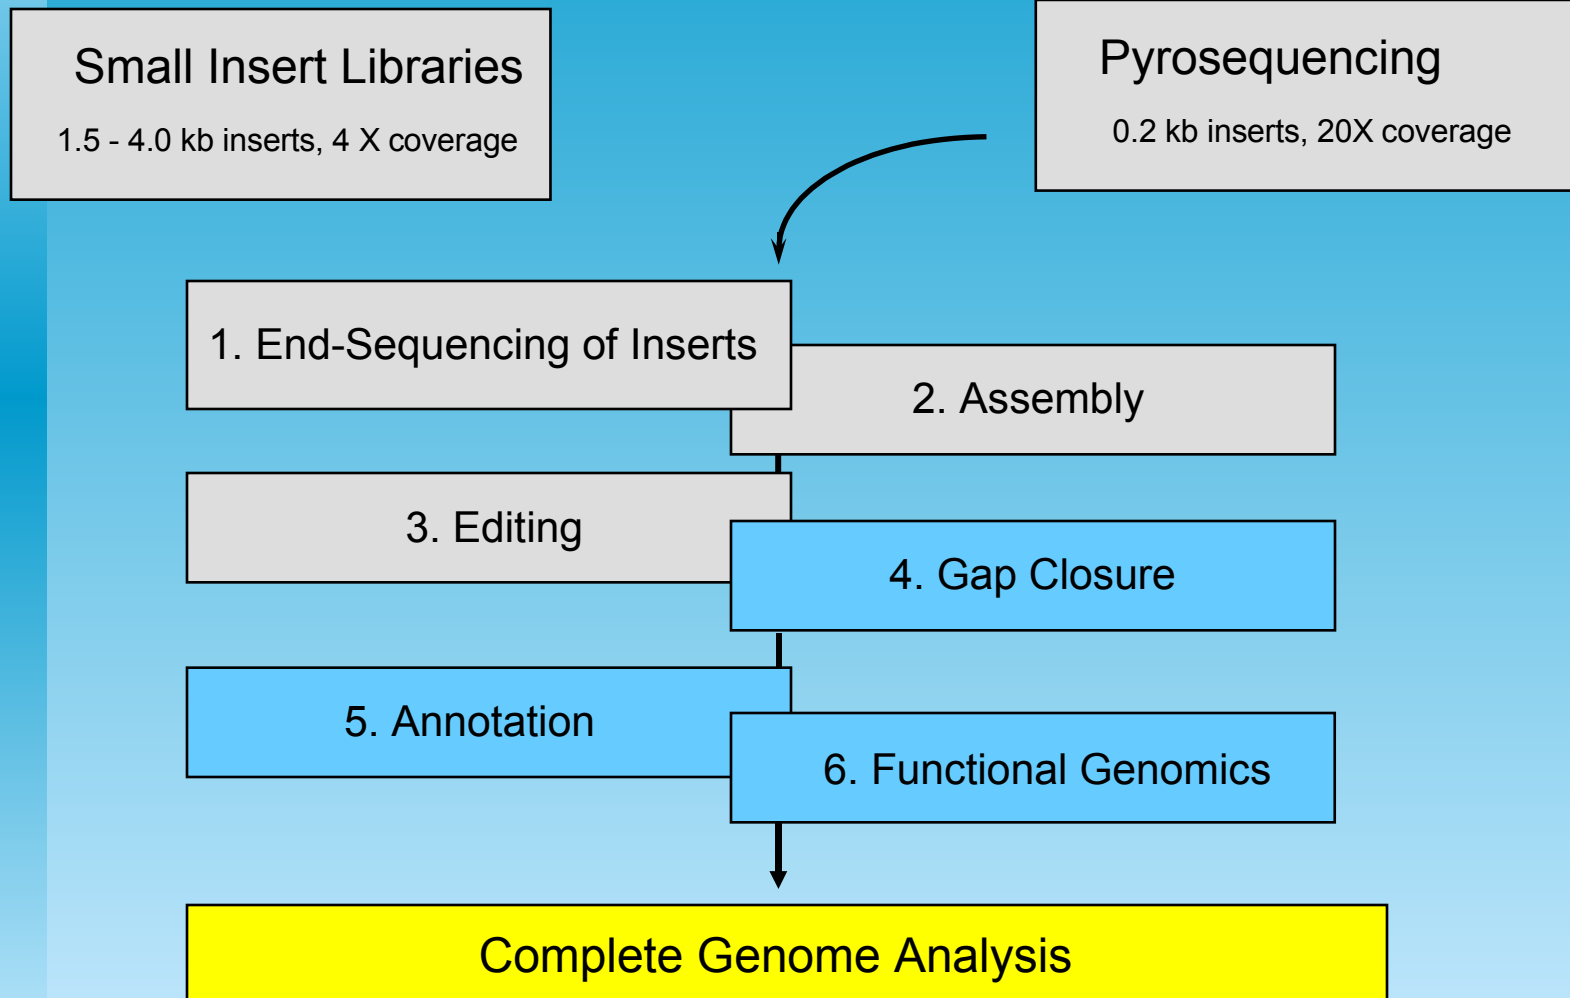 Small Insert Libraries
1.5 - 4.0 kb inserts, 4 X coverage
Pyrosequencing
0.2 kb inserts, 20X coverage
1. End-Sequencing of Inserts
2. Assembly
3. Editing
4. Gap Closure
5. Annotation
6. Functional Genomics
Complete Genome Analysis